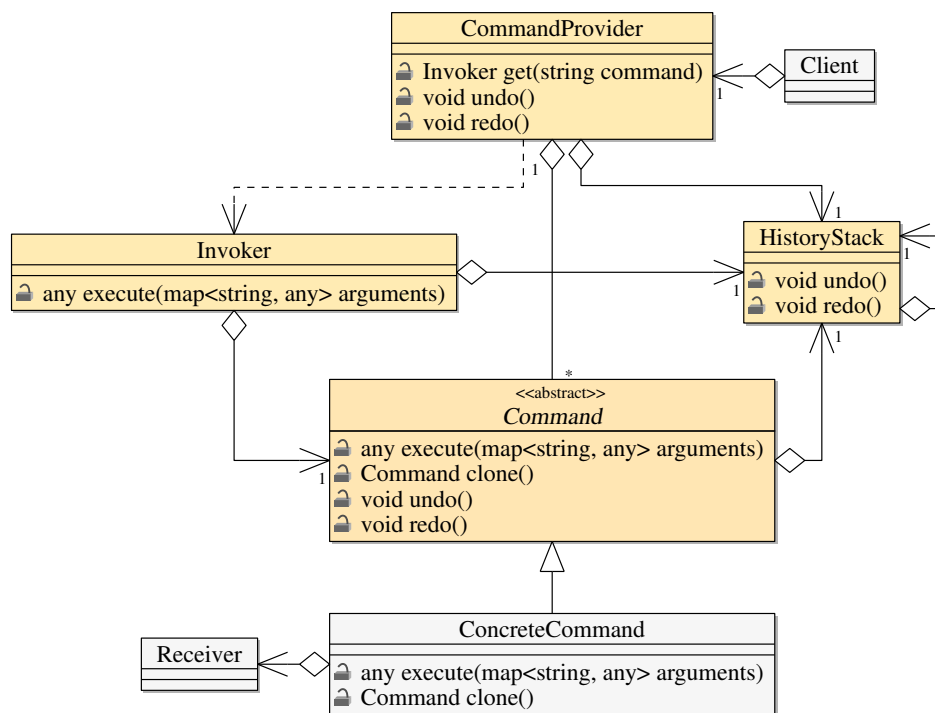 CommandProvider
Invoker get(string command)
void undo()
void redo()
Client
1
1
1
Invoker
any execute(map<string, any> arguments)
HistoryStack
void undo()
void redo()
1
1
1
*
<<abstract>>
Command
any execute(map<string, any> arguments)
Command clone()
void undo()
void redo()
1
ConcreteCommand
any execute(map<string, any> arguments)
Command clone()
Receiver